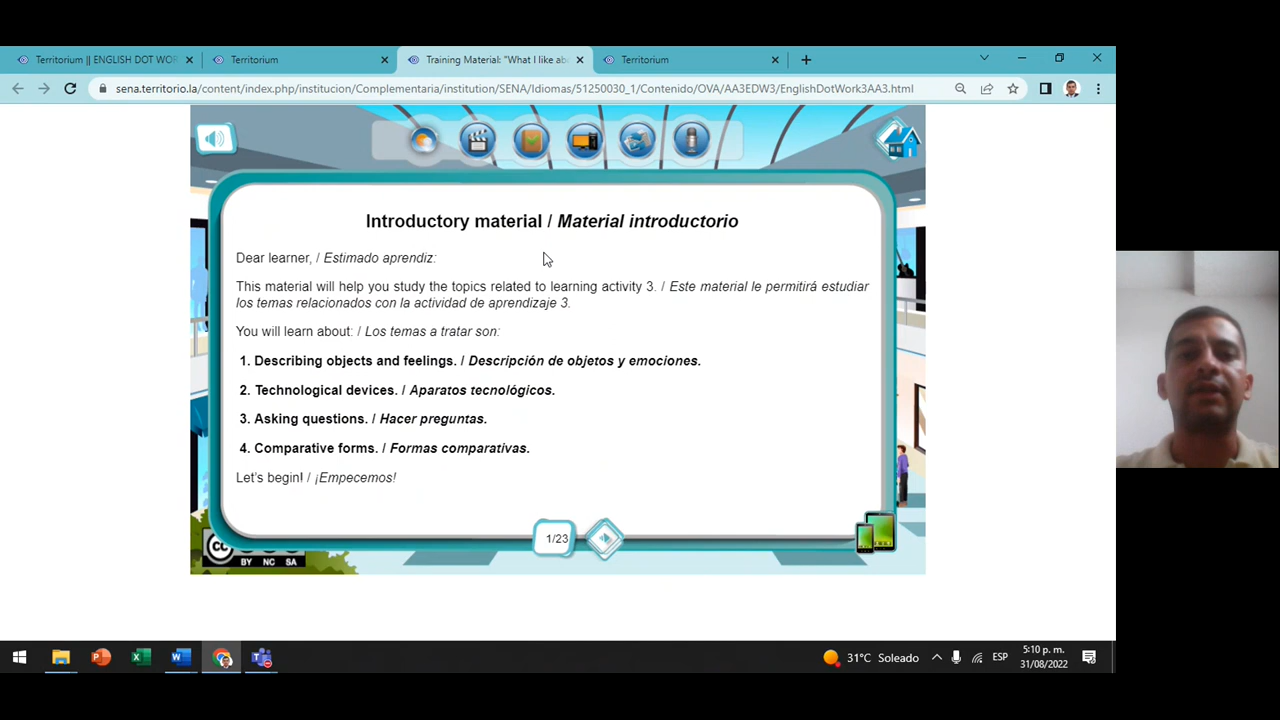 Territorium || ENGLISH DOT WOR
Territorium
Training Material: "What I like ab
Territorium
sena.territorio.la/content/index.php/institucion/Complementaria/institution/SENA/Idiomas/51250030_1/Contenido/OVA/AA3EDW3/EnglishDotWork3AA3.html
Introductory material / Material introductorio
Dear learner, / Estimado aprendiz:
This material will help you study the topics related to learning activity 3. / Este material le permitirá estudiar
los temas relacionados con la actividad de aprendizaje 3.
You will learn about: / Los temas a tratar son:
1. Describing objects and feelings. / Descripción de objetos y emociones.
2. Technological devices. / Aparatos tecnológicos.
3. Asking questions. / Hacer preguntas.
4. Comparative forms. / Formas comparativas.
Let's begin! / ¡Empecemos!
1/23
cc
BY NC SA
31°C Soleado
ESP
5:10 p. m.
31/08/2022